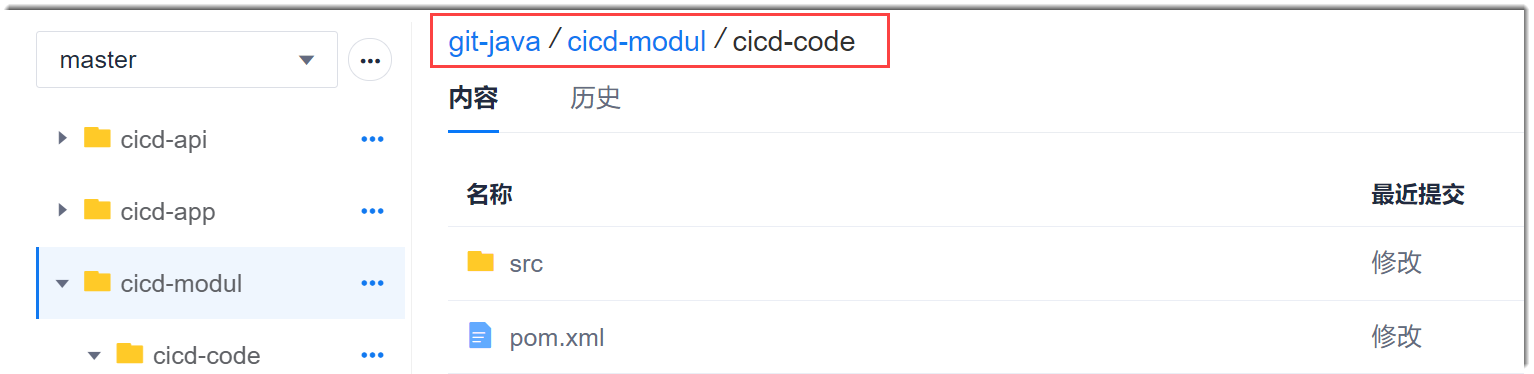 master
cicd-api
cicd-app
cicd-modul
cicd-code
git-java / cicd-modul / cicd-code
内容 历史
名称 最近提交
src 修改
pom.xml 修改